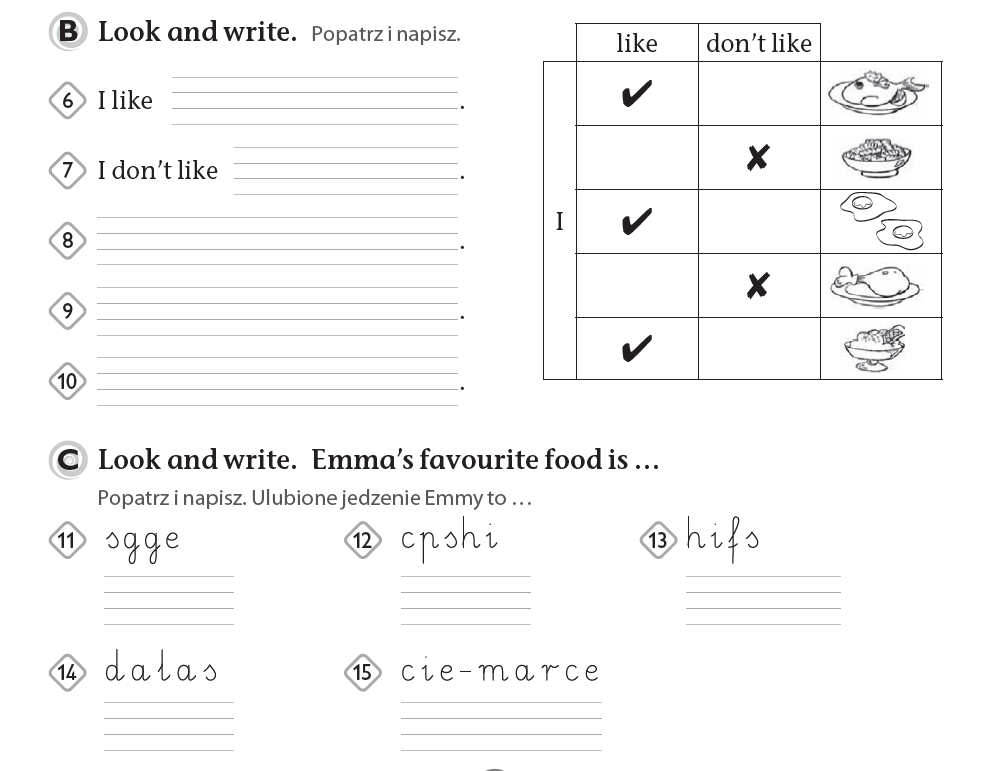 B Look and write. Popatrz i napisz.
like don't like
6 I like .
7 I don't like .
8 .
I
9 .
10 .
C Look and write. Emma's favourite food is ...
Popatrz i napisz. Ulubione jedzenie Emmy to ...
11 sgge 12 cpshi 13 hifs
14 dalas 15 cie-marce